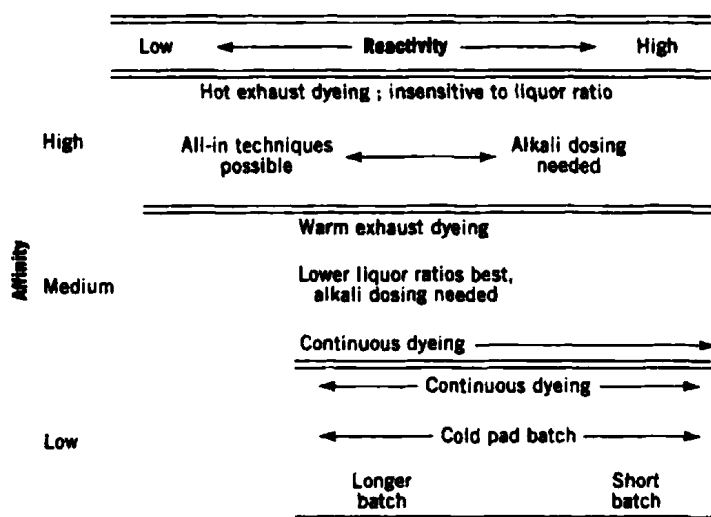 Low Reactivity High
Hot exhaust dyeing ; insensitive to liquor ratio
High
All-in techniques possible
Alkali dosing needed
Warm exhaust dyeing
Affinity
Medium
Lower liquor ratios best,
alkali dosing needed
Continuous dyeing
Continuous dyeing
Low
Cold pad batch
Longer batch
Short batch